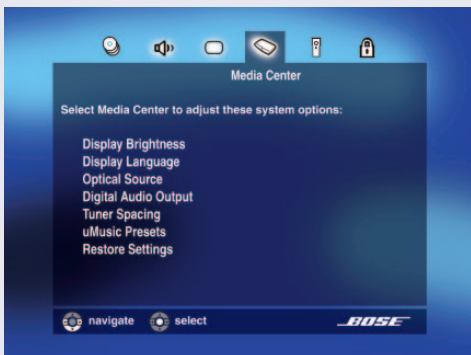 Media Center
Select Media Center to adjust these system options:
Display Brightness
Display Language
Optical Source
Digital Audio Output
Tuner Spacing
uMusic Presets
Restore Settings
navigate select BOSE